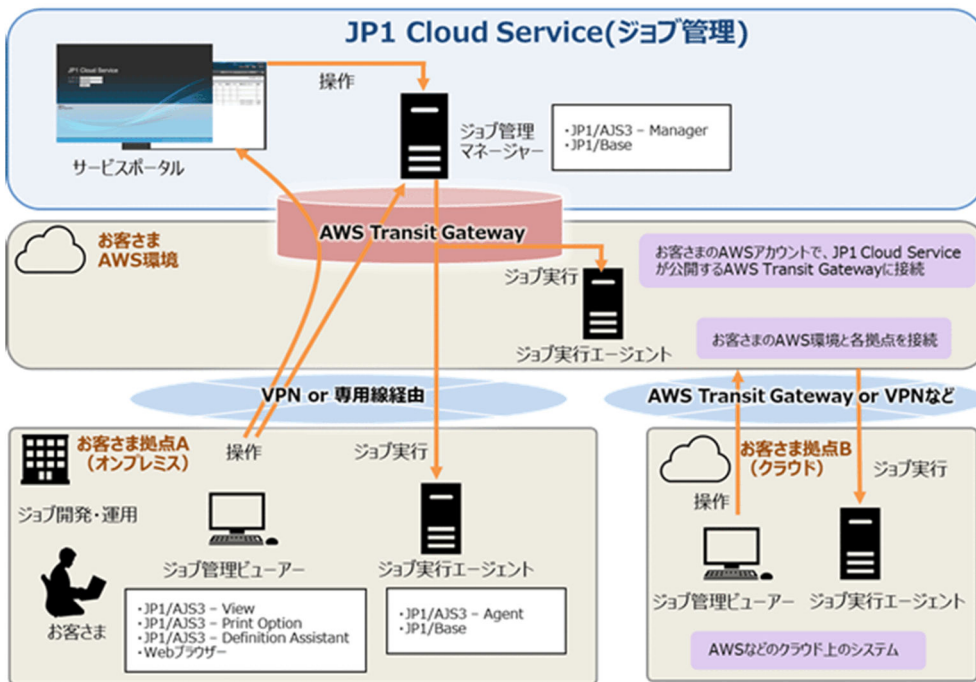 JP1 Cloud Service(ジョブ管理)
JP1 Cloud Service
操作
サービスポータル
ジョブ管理
マネージャー
・JP1/AJS3 – Manager
・JP1/Base
AWS Transit Gateway
お客さま
AWS環境
ジョブ実行
ジョブ実行エージェント
お客さまのAWSアカウントで、JP1 Cloud Service
が公開するAWS Transit Gatewayに接続
お客さまのAWS環境と各拠点を接続
VPN or 専用線経由
AWS Transit Gateway or VPNなど
お客さま拠点A
（オンプレミス）
操作
ジョブ実行
ジョブ開発・運用
お客さま
ジョブ管理ビューアー
・JP1/AJS3 – View
・JP1/AJS3 – Print Option
・JP1/AJS3 – Definition Assistant
・Webブラウザー
ジョブ実行エージェント
・JP1/AJS3 – Agent
・JP1/Base
お客さま拠点B
（クラウド）
操作
ジョブ実行
ジョブ管理ビューアー
ジョブ実行エージェント
AWSなどのクラウド上のシステム